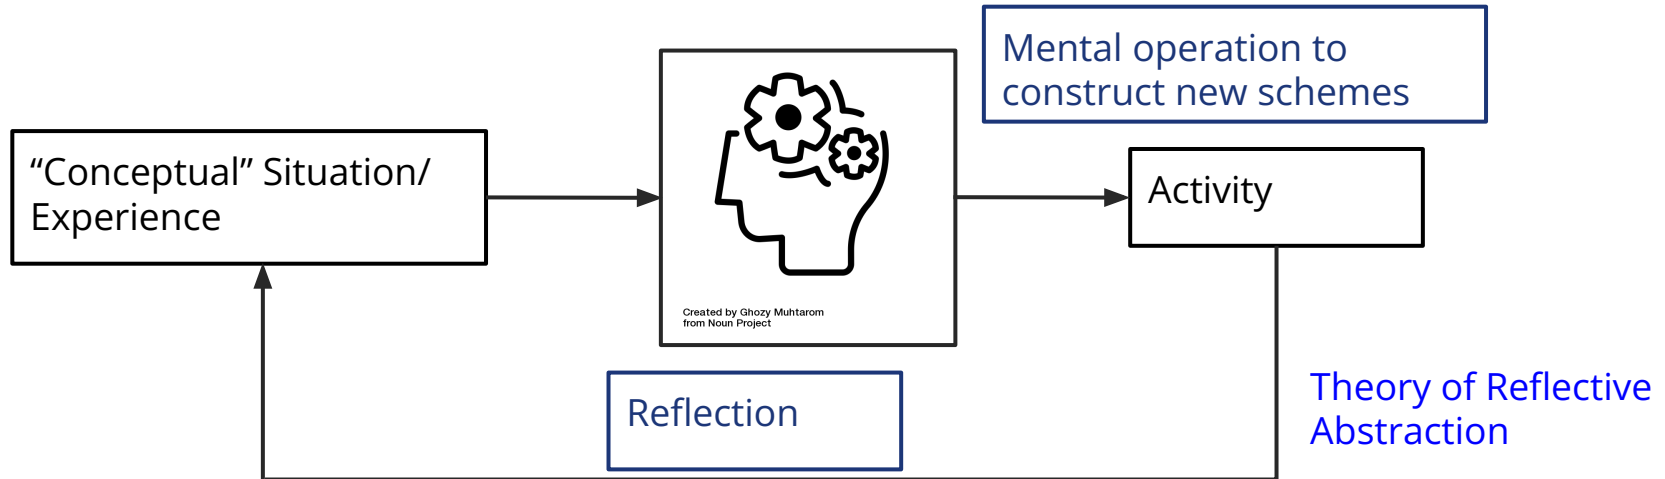 Mental operation to
construct new schemes
“Conceptual” Situation/
Experience
Activity
Created by Ghozy Muhtarom
from Noun Project
Reflection
Theory of Reflective
Abstraction